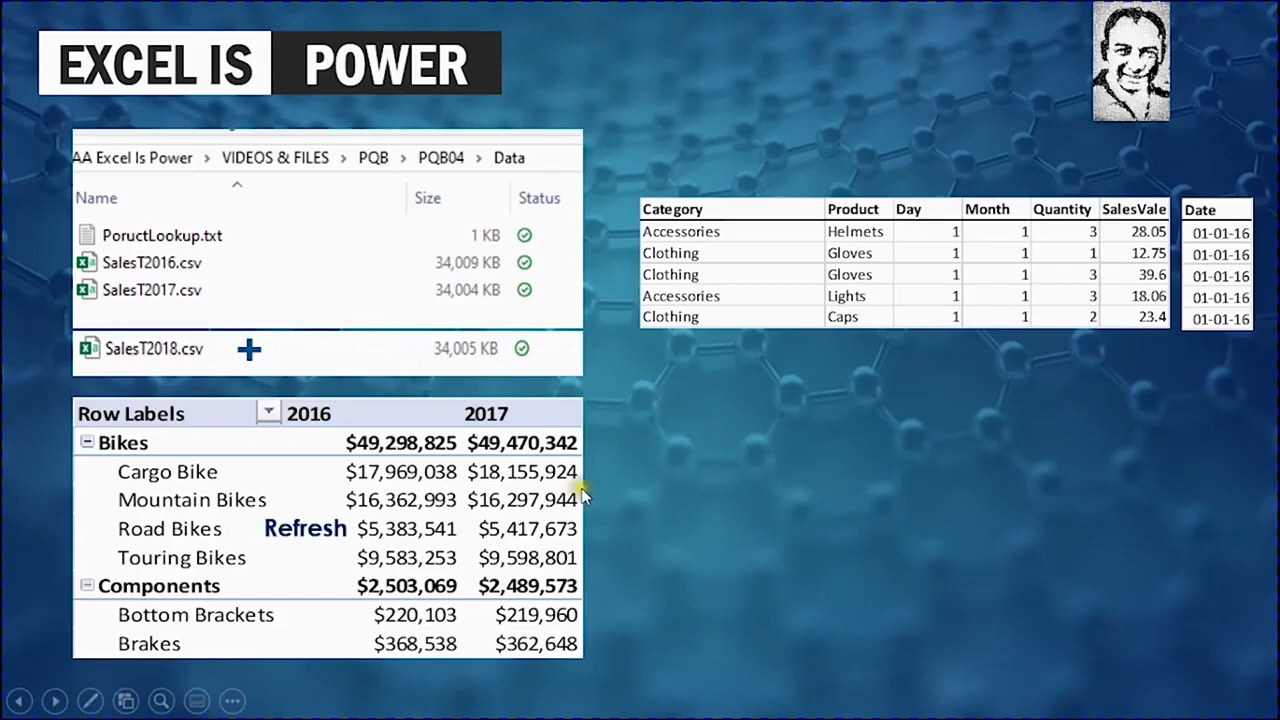 EXCEL IS POWER
AA Excel Is Power > VIDEOS & FILES > PQB > PQB04 > Data
Name Size Status
PoructLookup.txt 1 KB
SalesT2016.csv 34,009 KB
SalesT2017.csv 34,004 KB
SalesT2018.csv 34,005 KB
Row Labels 2016 2017
Bikes $49,298,825 $49,470,342
Cargo Bike $17,969,038 $18,155,924
Mountain Bikes $16,362,993 $16,297,944
Road Bikes Refresh $5,383,541 $5,417,673
Touring Bikes $9,583,253 $9,598,801
Components $2,503,069 $2,489,573
Bottom Brackets $220,103 $219,960
Brakes $368,538 $362,648
Category Product Day Month Quantity SalesVale Date
Accessories Helmets 1 1 3 28.05 01-01-16
Clothing Gloves 1 1 1 12.75 01-01-16
Clothing Gloves 1 1 3 39.6 01-01-16
Accessories Lights 1 1 3 18.06 01-01-16
Clothing Caps 1 1 2 23.4 01-01-16